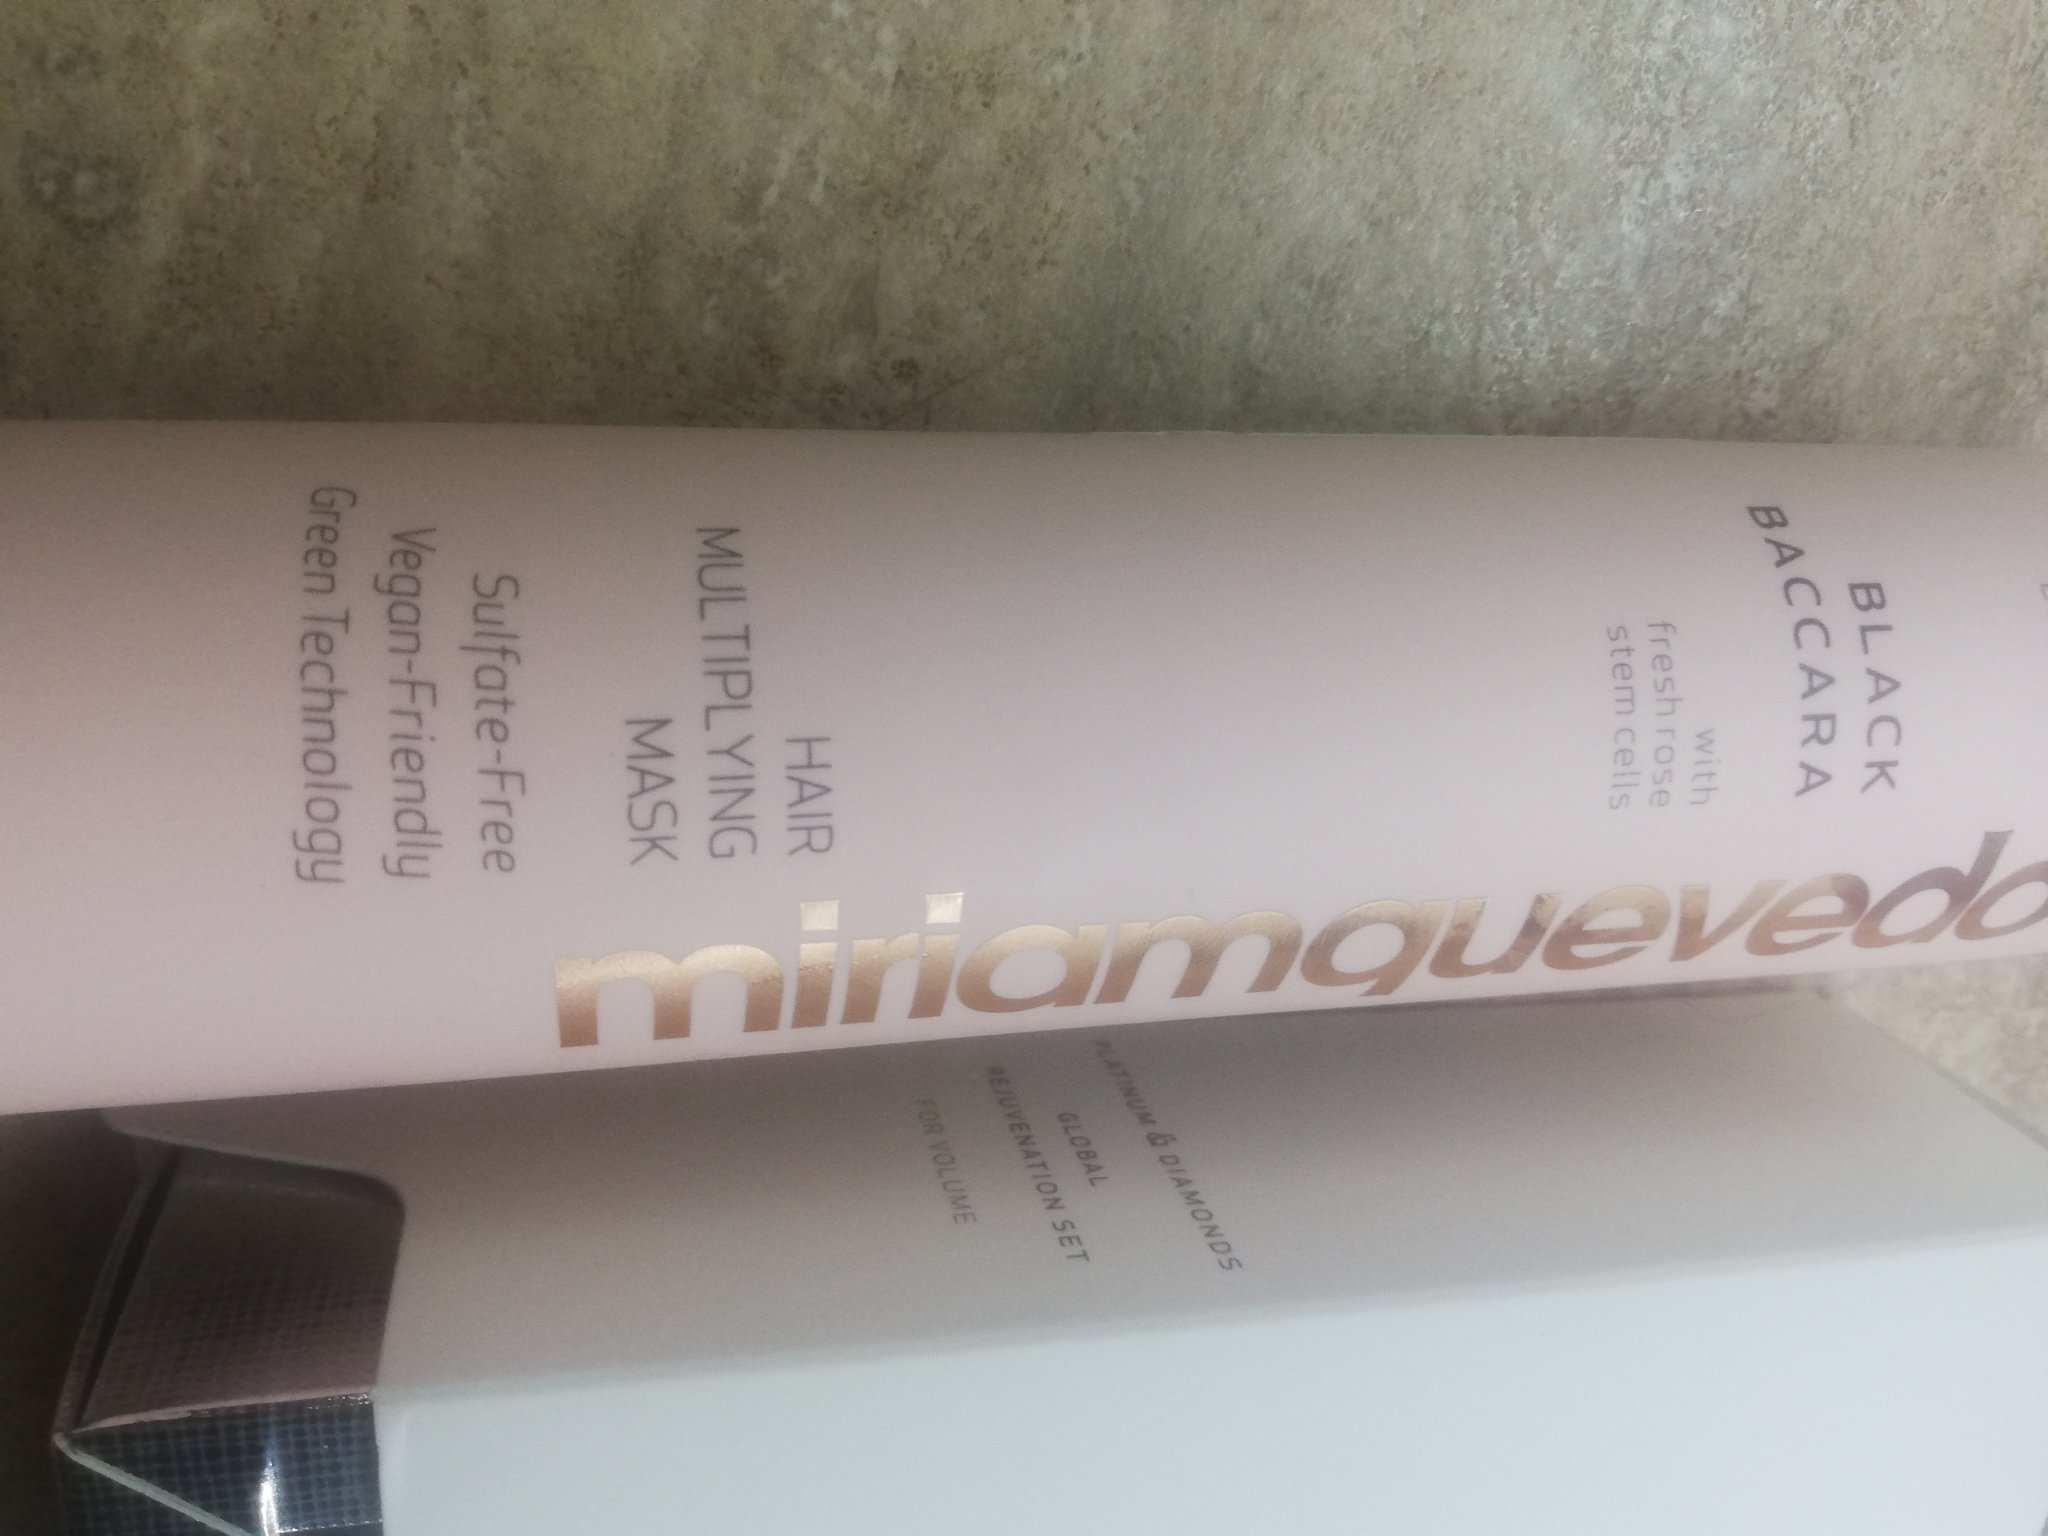 miriamquevedo
BLACK
BACCARA
with
fresh rose
stem cells
HAIR
MULTIPLYING
MASK
Sulfate-Free
Vegan-Friendly
Green Technology
PLATINUM & DIAMONDS
GLOBAL
REJUVENATION SET
FOR VOLUME